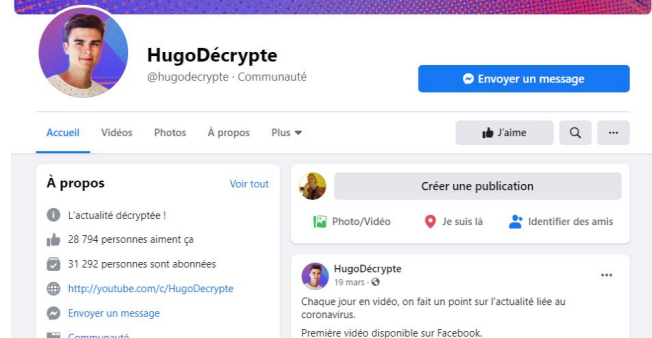 HugoDécrypte
@hugodecrypte · Communauté
Envoyer un message
Accueil Vidéos Photos À propos Plus
J'aime
À propos
Voir tout
L'actualité décryptée !
28 794 personnes aiment ça
31 292 personnes sont abonnées
http://youtube.com/c/HugoDecrypte
Envoyer un message
Communauté
Créer une publication
Photo/Vidéo Je suis là Identifier des amis
HugoDécrypte
19 mars ·
Chaque jour en vidéo, on fait un point sur l'actualité liée au
coronavirus.
Première vidéo disponible sur Facebook.